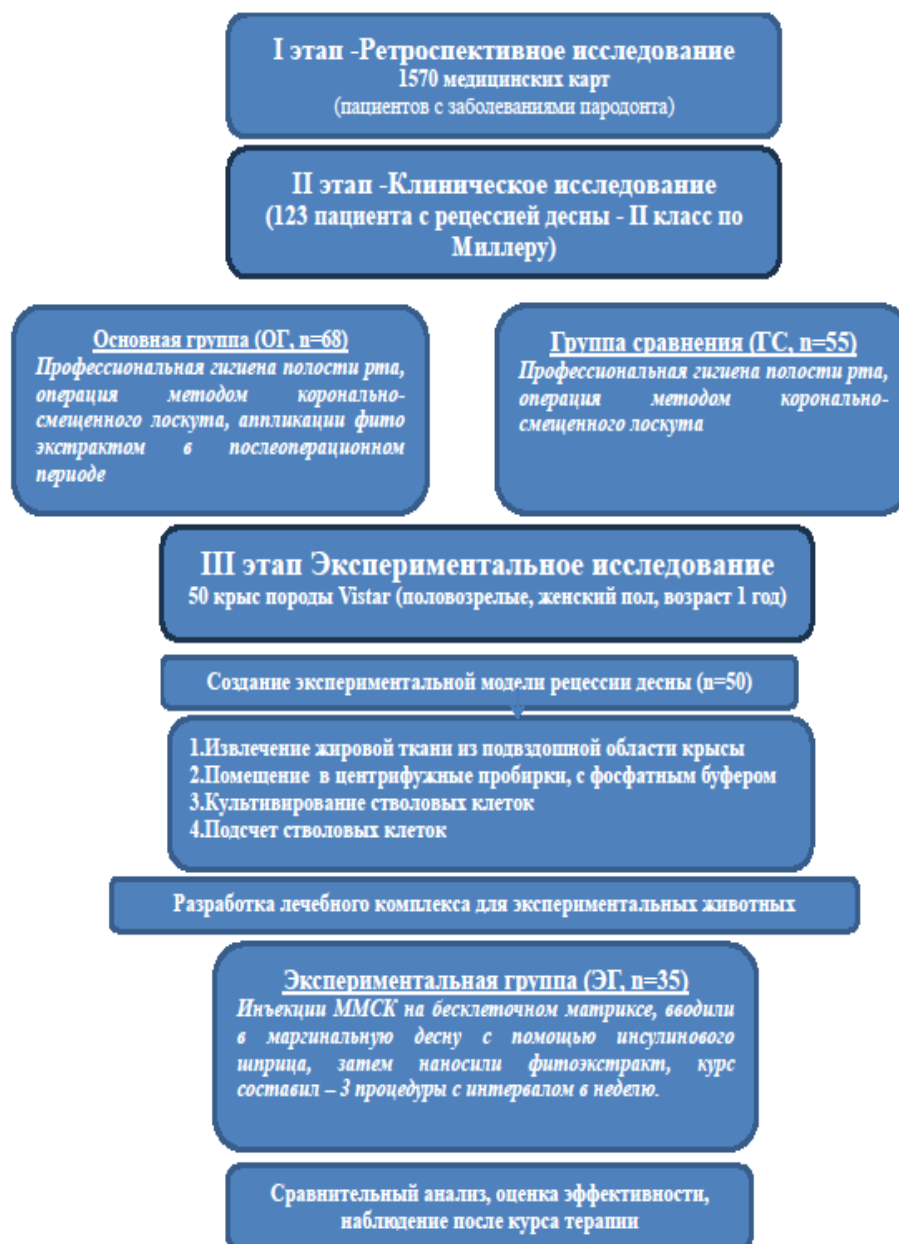 I этап -Ретроспективное исследование
1570 медицинских карт
(пациентов с заболеваниями пародонта)
II этап -Клиническое исследование
(123 пациента с рецессией десны - II класс по
Миллеру)
Основная группа (ОГ, n=68)
Профессиональная гигиена полости рта,
операция методом коронально-
смещенного лоскута, аппликации фито
экстрактом в послеоперационном
периоде
Группа сравнения (ГС, n=55)
Профессиональная гигиена полости рта,
операция методом коронально-
смещенного лоскута
III этап Экспериментальное исследование
50 крыс породы Vistar (половозрелые, женский пол, возраст 1 год)
Создание экспериментальной модели рецессии десны (n=50)
1.Извлечение жировой ткани из подвздошной области крысы
2.Помещение в центрифужные пробирки, с фосфатным буфером
3.Культивирование стволовых клеток
4.Подсчет стволовых клеток
Разработка лечебного комплекса для экспериментальных животных
Экспериментальная группа (ЭГ, n=35)
Инъекции ММСК на бесклеточном матриксе, вводили
в маргинальную десну с помощью инсулинового
шприца, затем наносили фитоэкстракт, курс
составил – 3 процедуры с интервалом в неделю.
Сравнительный анализ, оценка эффективности,
наблюдение после курса терапии